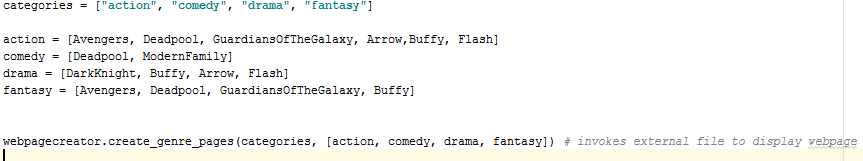 categories = ["action", "comedy", "drama", "fantasy"]
action = [Avengers, Deadpool, GuardiansOfTheGalaxy, Arrow,Buffy, Flash]
comedy = [Deadpool, ModernFamily]
drama = [DarkKnight, Buffy, Arrow, Flash]
fantasy = [Avengers, Deadpool, GuardiansOfTheGalaxy, Buffy]
webpagecreator.create_genre_pages(categories, [action, comedy, drama, fantasy]) # invokes external file to display webpage